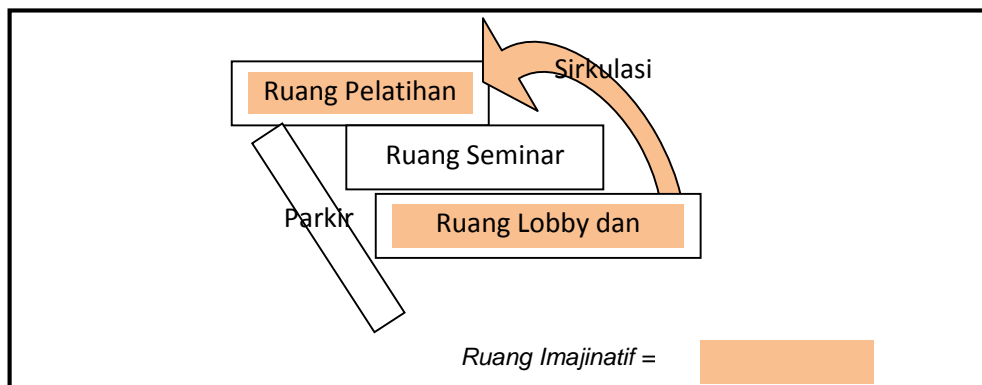 Sirkulasi
Ruang Pelatihan
Ruang Seminar
Parkir
Ruang Lobby dan
Ruang Imajinatif =